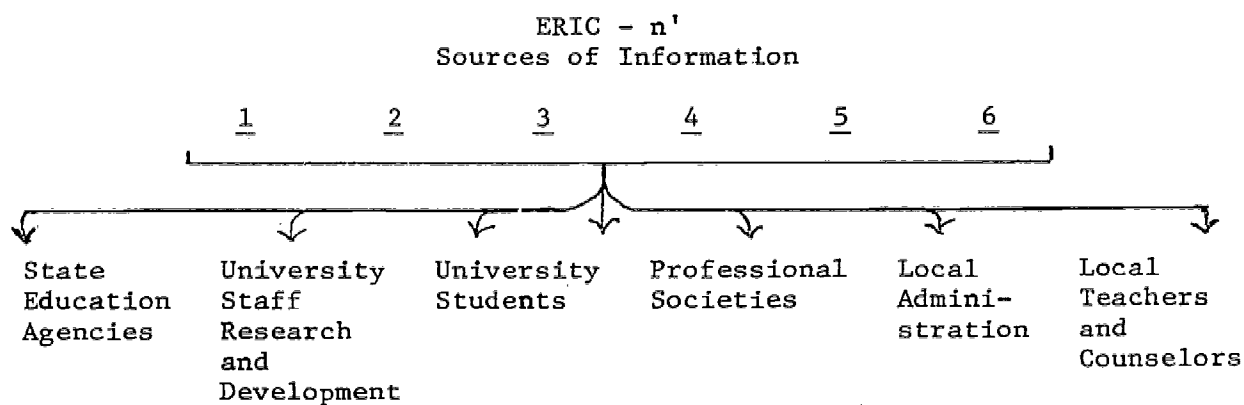 ERIC - n'
Sources of Information
1 2 3 4 5 6
State
Education
Agencies
University
Staff
Research
and
Development
University
Students
Professional
Societies
Local
Admini-
stration
Local
Teachers
and
Counselors